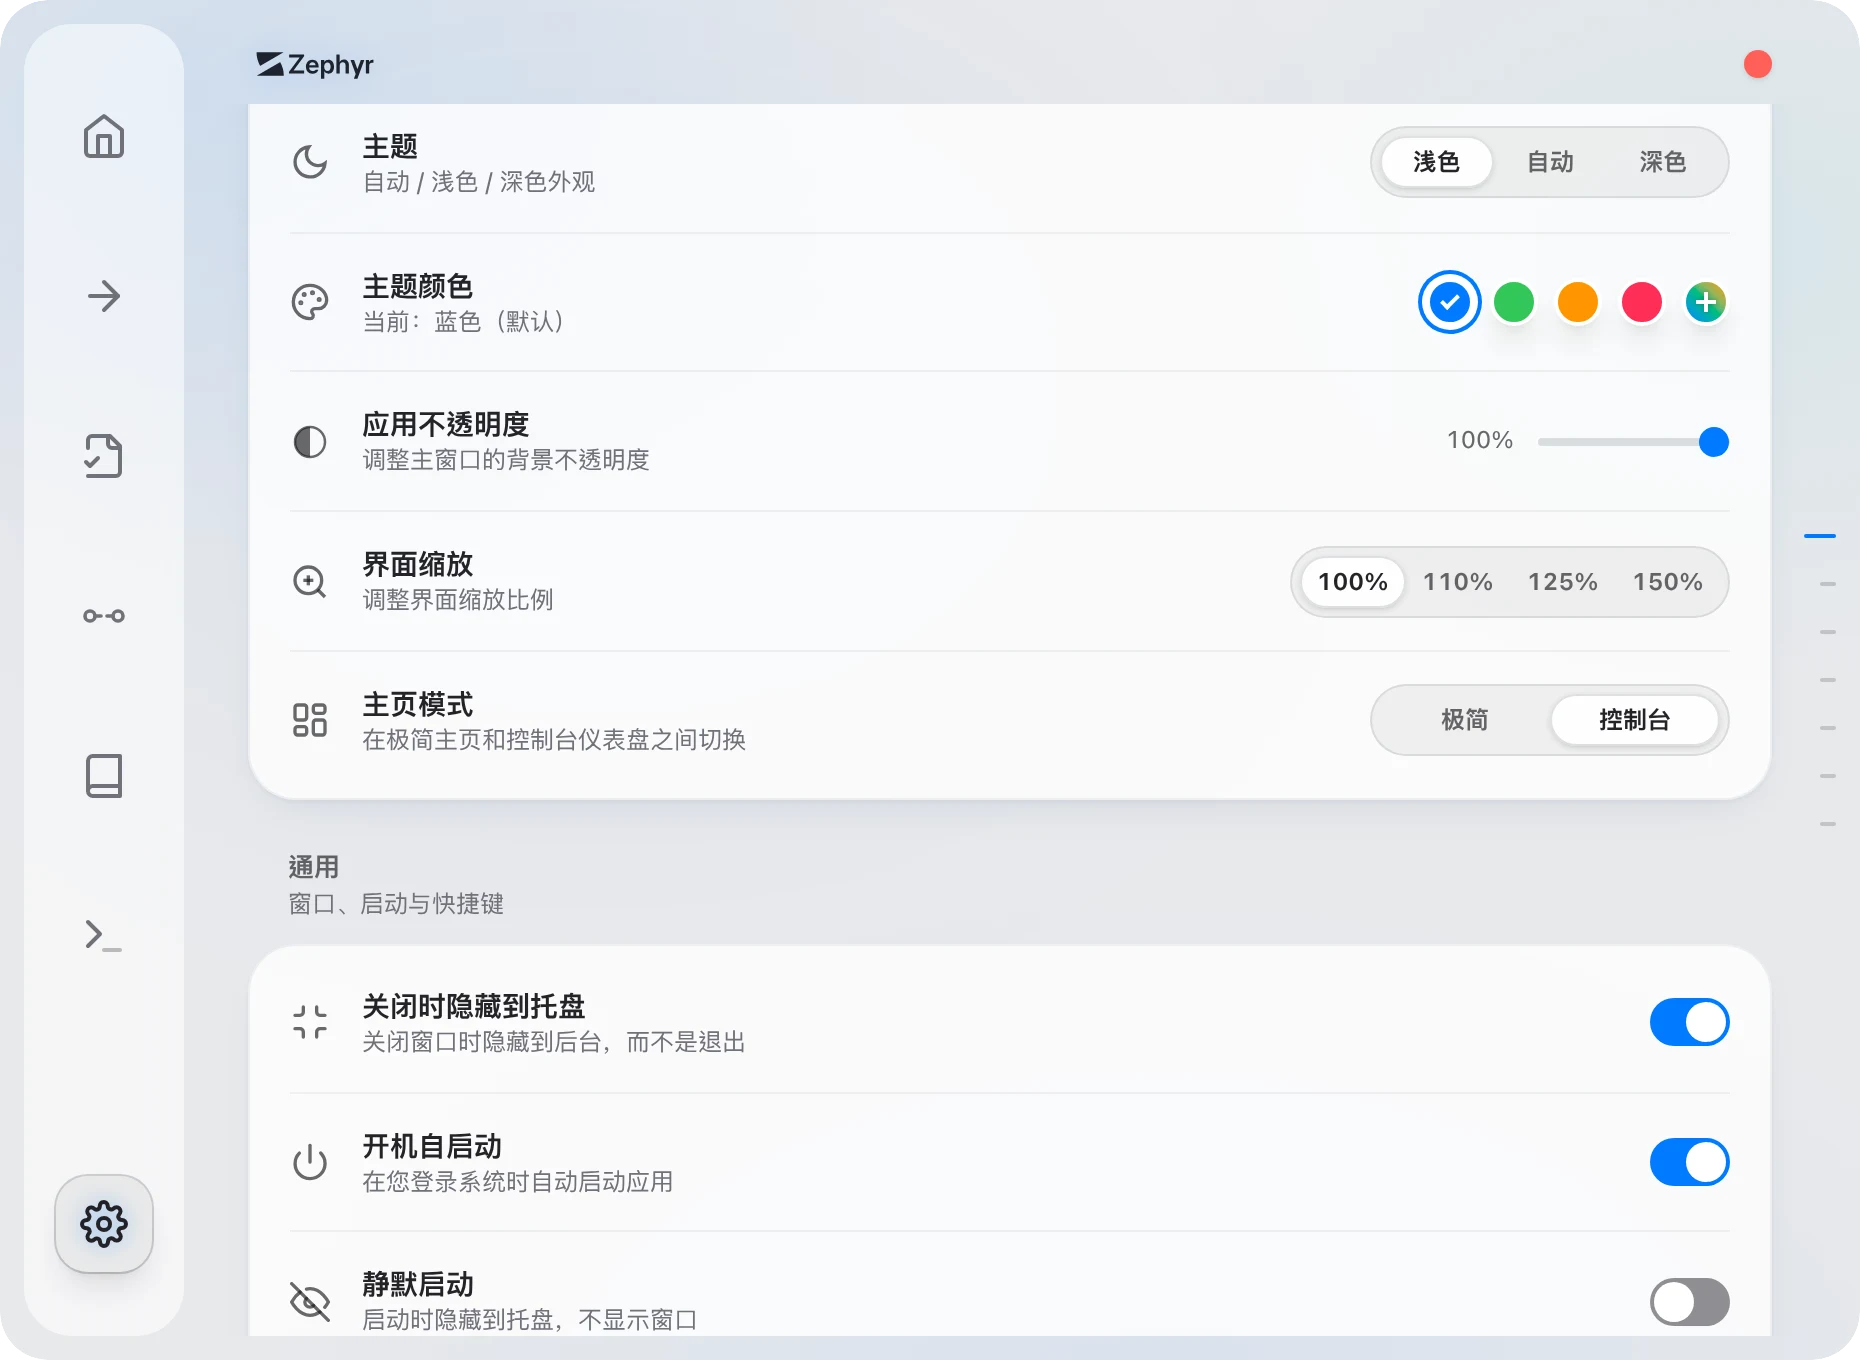 Zephyr
主题
自动 / 浅色 / 深色外观
浅色 自动 深色
主题颜色
当前：蓝色（默认）
应用不透明度
调整主窗口的背景不透明度
100%
界面缩放
调整界面缩放比例
100% 110% 125% 150%
主页模式
在极简主页和控制台仪表盘之间切换
极简 控制台
通用
窗口、启动与快捷键
关闭时隐藏到托盘
关闭窗口时隐藏到后台，而不是退出
开机自启动
在您登录系统时自动启动应用
静默启动
启动时隐藏到托盘，不显示窗口